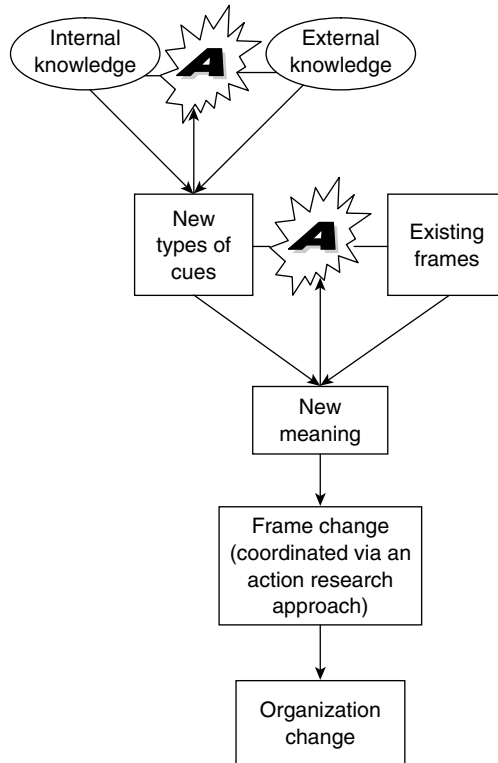 Internal
knowledge
A
External
knowledge
New
types of
cues
A
Existing
frames
New
meaning
Frame change
(coordinated via an
action research
approach)
Organization
change